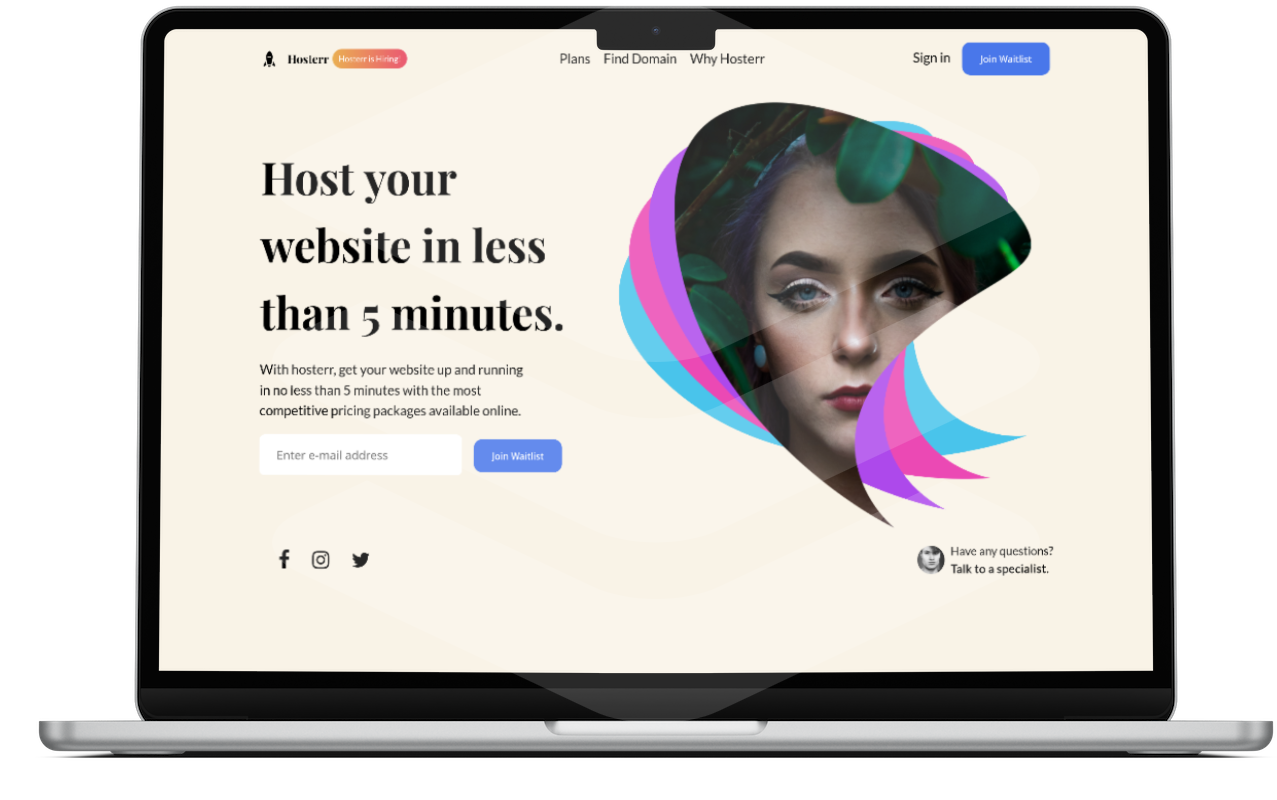 Hosterr Hosterr is Hiring!
Plans Find Domain Why Hosterr
Sign in Join Waitlist
Host your
website in less
than 5 minutes.
With hosterr, get your website up and running
in no less than 5 minutes with the most
competitive pricing packages available online.
Enter e-mail address Join Waitlist
Have any questions?
Talk to a specialist.